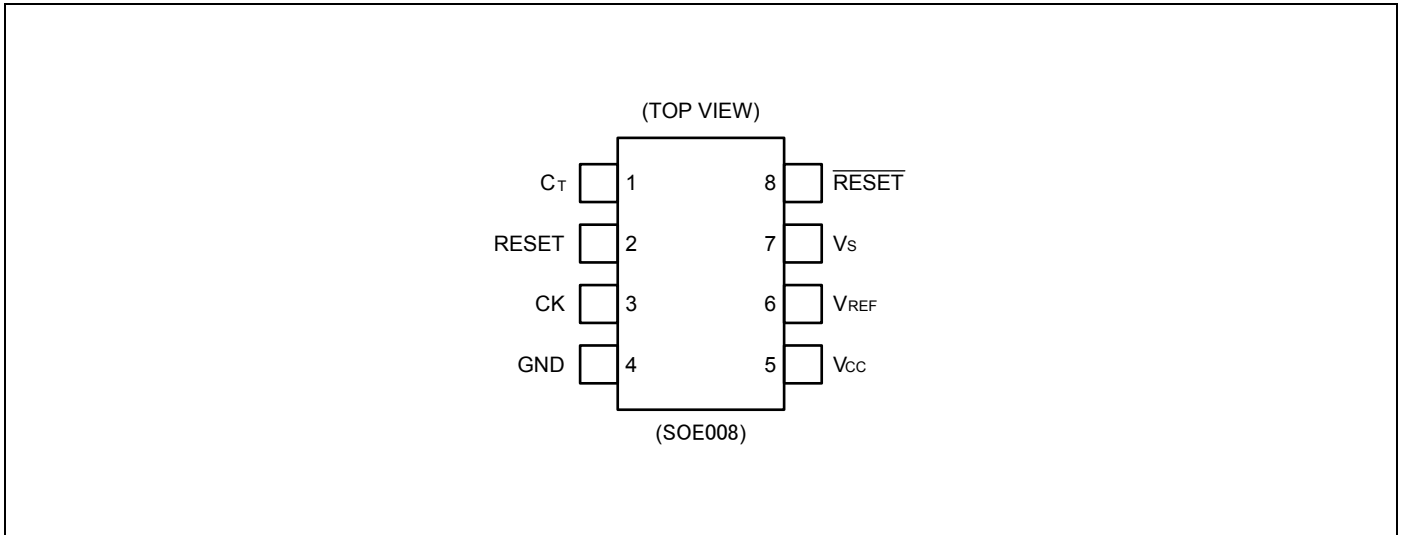 (TOP VIEW)
CT 1 8 RESET
RESET 2 7 VS
CK 3 6 VREF
GND 4 5 VCC
(SOE008)